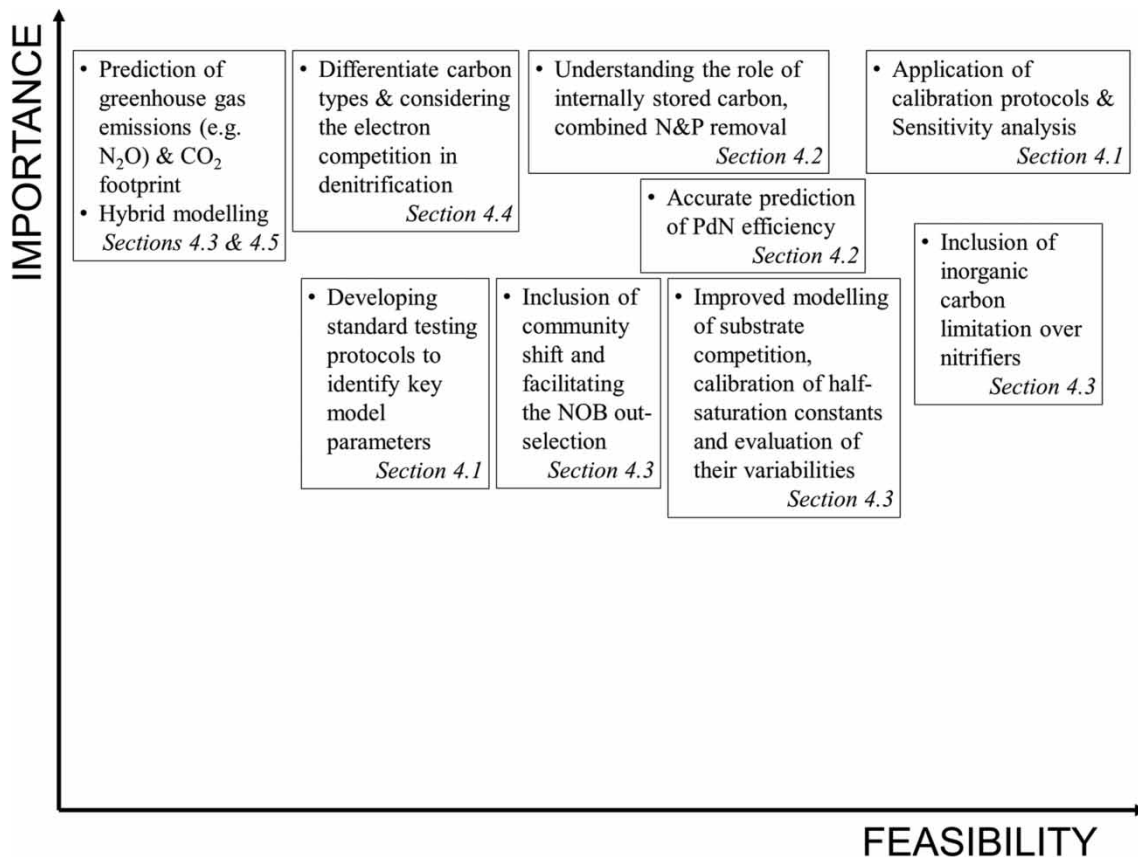 IMPORTANCE
• Prediction of
greenhouse gas
emissions (e.g.
N₂O) & CO₂
footprint
• Hybrid modelling
Sections 4.3 & 4.5
• Differentiate carbon
types & considering
the electron
competition in
denitrification
Section 4.4
• Understanding the role of
internally stored carbon,
combined N&P removal
Section 4.2
• Application of
calibration protocols &
Sensitivity analysis
Section 4.1
• Accurate prediction
of PdN efficiency
Section 4.2
• Inclusion of
inorganic
carbon
limitation over
nitrifiers
Section 4.3
• Developing
standard testing
protocols to
identify key
model
parameters
Section 4.1
• Inclusion of
community
shift and
facilitating
the NOB out-
selection
Section 4.3
• Improved modelling
of substrate
competition,
calibration of half-
saturation constants
and evaluation of
their variabilities
Section 4.3
FEASIBILITY